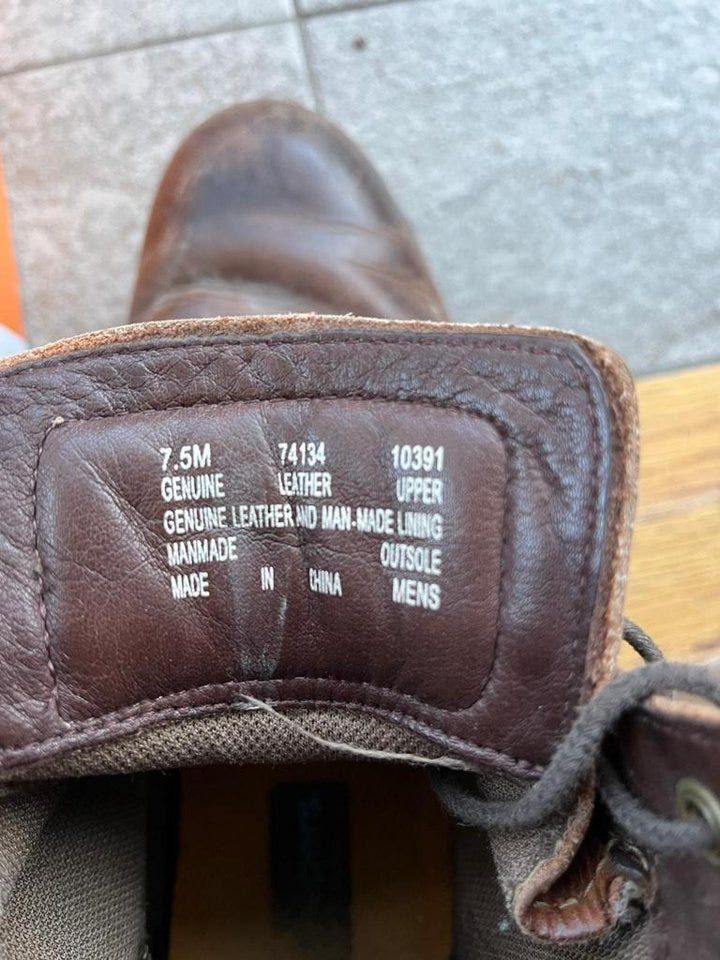 7.5M 74134 10391
GENUINE LEATHER UPPER
GENUINE LEATHER AND MAN-MADE LINING
MANMADE OUTSOLE
MADE IN CHINA MENS